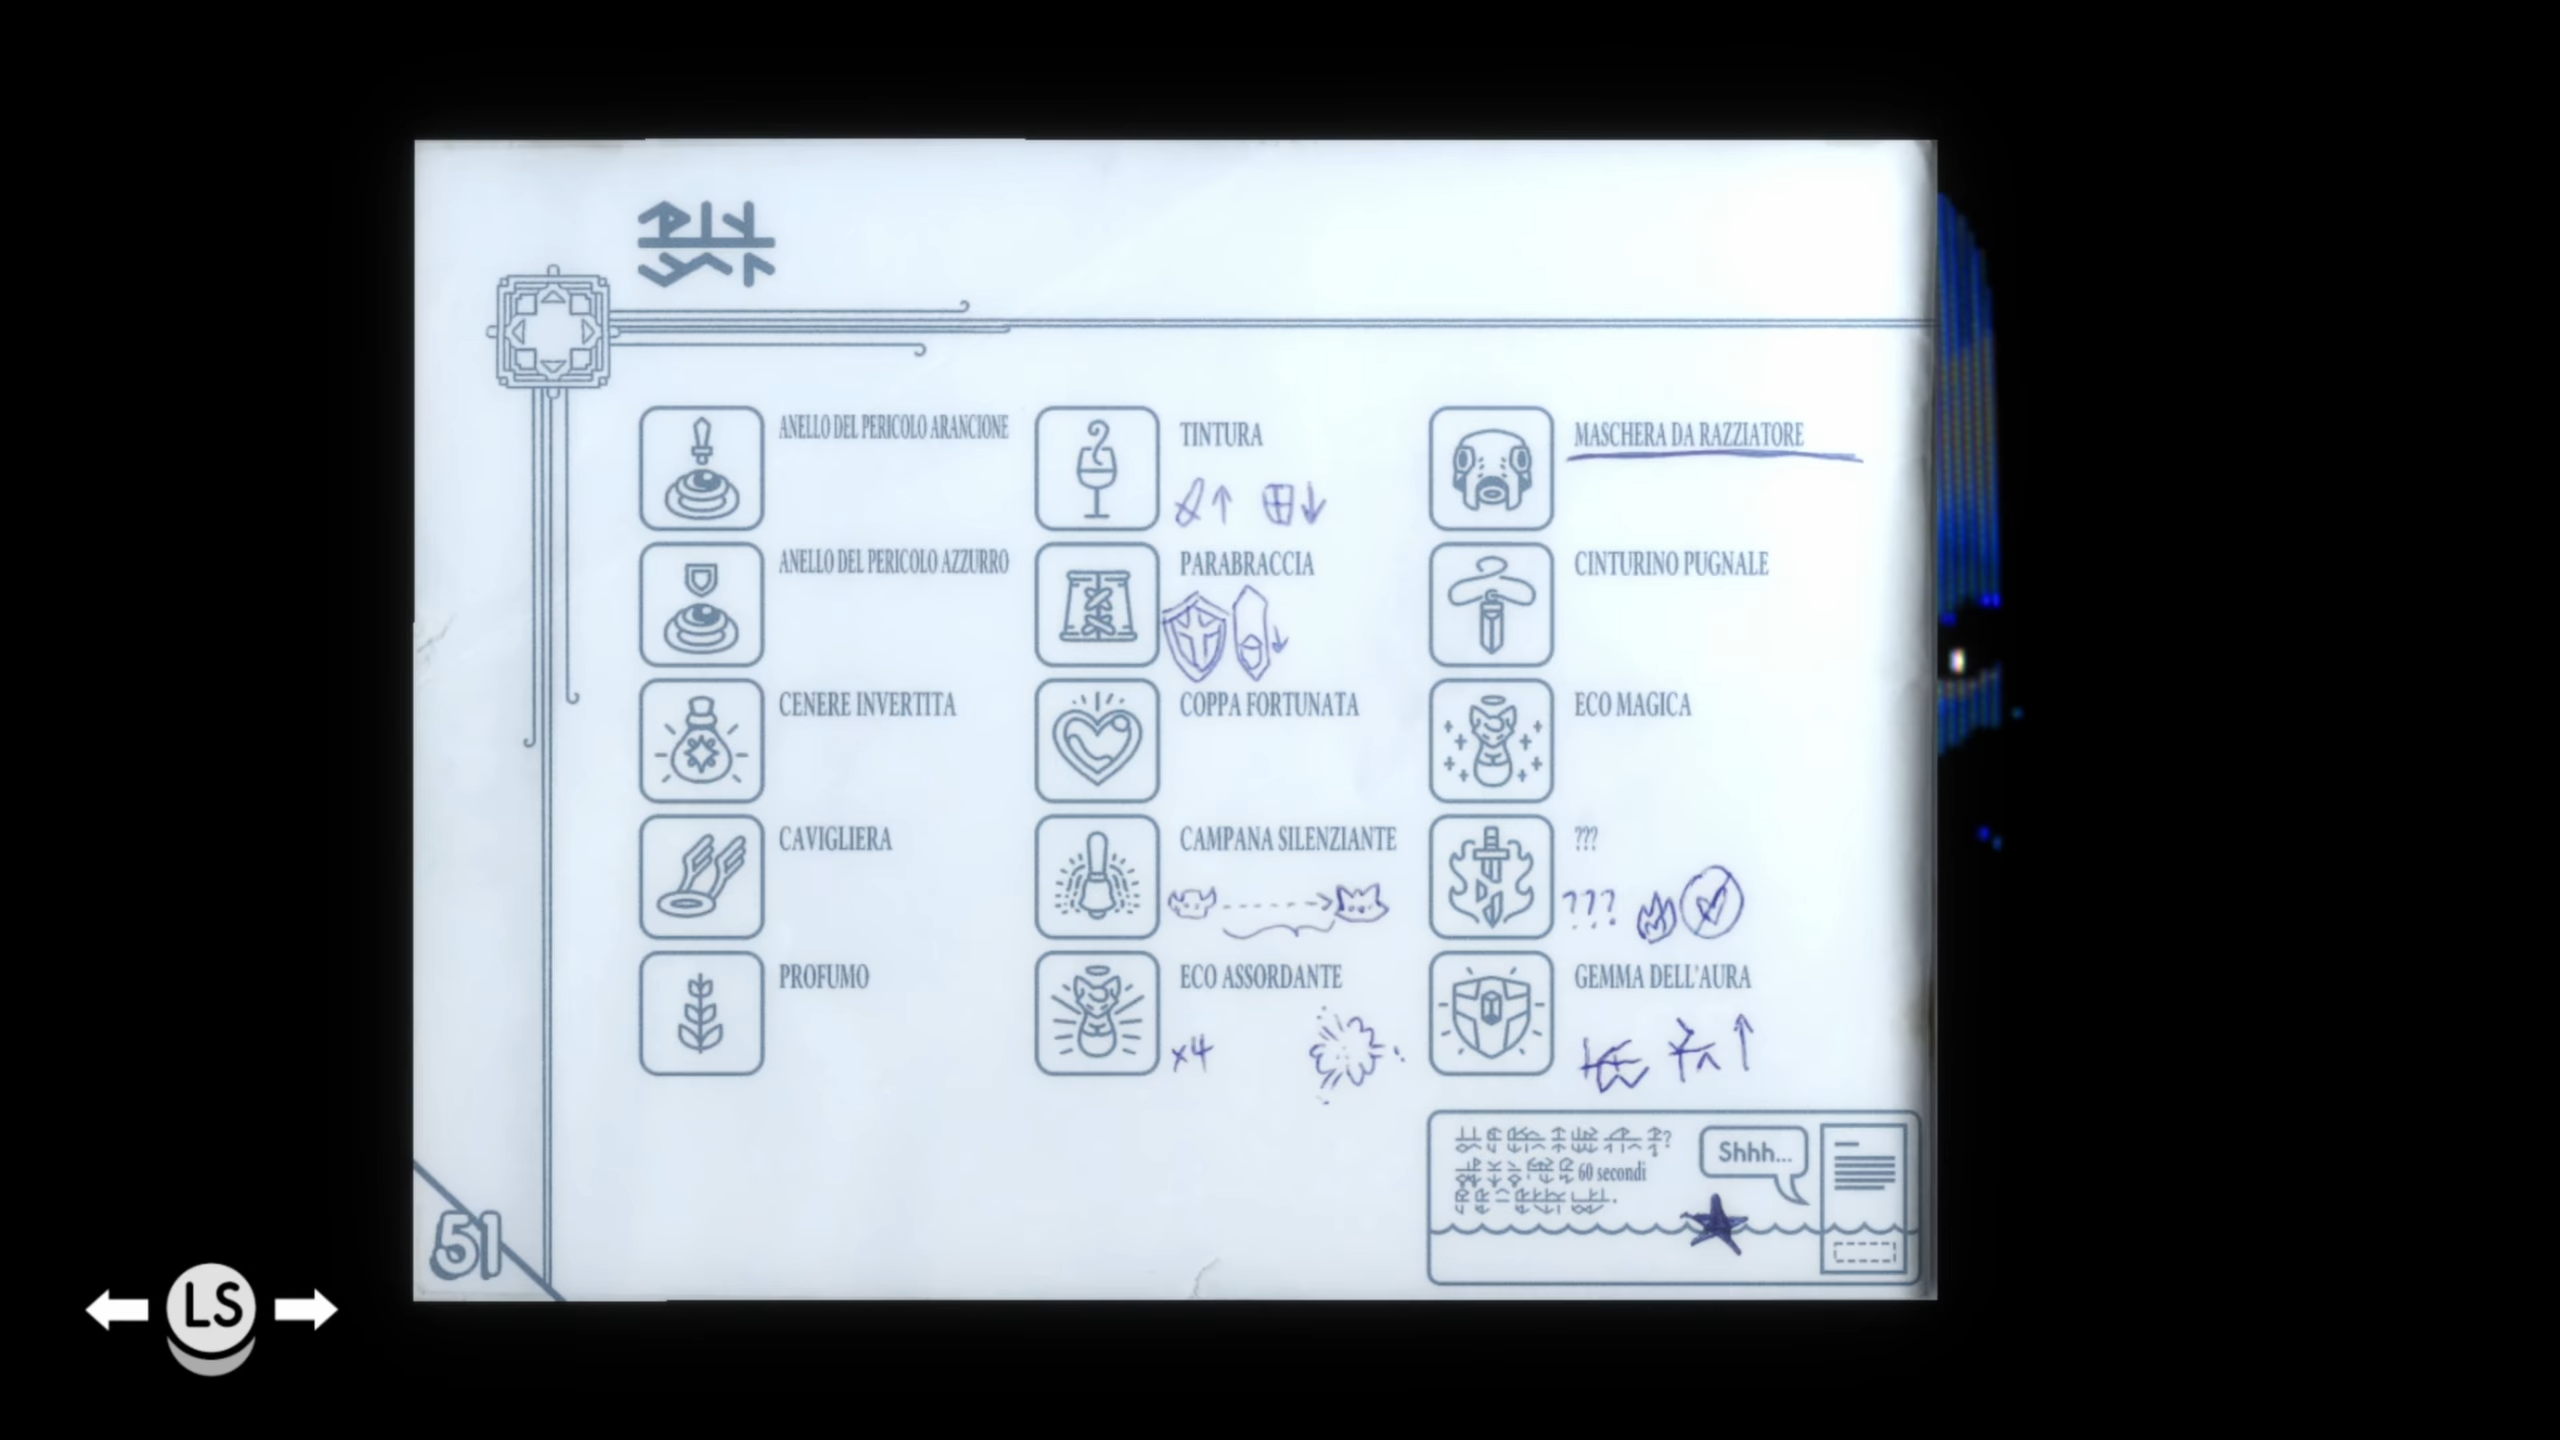 ANELLO DEL PERICOLO ARANCIONE
ANELLO DEL PERICOLO AZZURRO
CENERE INVERTITA
CAVIGLIERA
PROFUMO
TINTURA
PARABRACCIA
COPPA FORTUNATA
CAMPANA SILENZIANTE
ECO ASSORDANTE
x4
MASCHERA DA RAZZIATORE
CINTURINO PUGNALE
ECO MAGICA
???
???
GEMMA DELL'AURA
60 secondi
Shhh...
51
LS